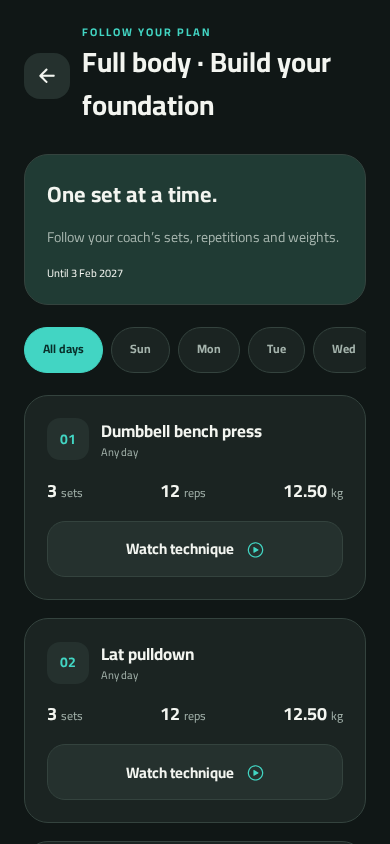 FOLLOW YOUR PLAN
Full body · Build your
foundation
One set at a time.
Follow your coach's sets, repetitions and weights.
Until 3 Feb 2027
All days
Sun
Mon
Tue
Wed
01
Dumbbell bench press
Any day
3 sets
12 reps
12.50 kg
Watch technique
02
Lat pulldown
Any day
3 sets
12 reps
12.50 kg
Watch technique